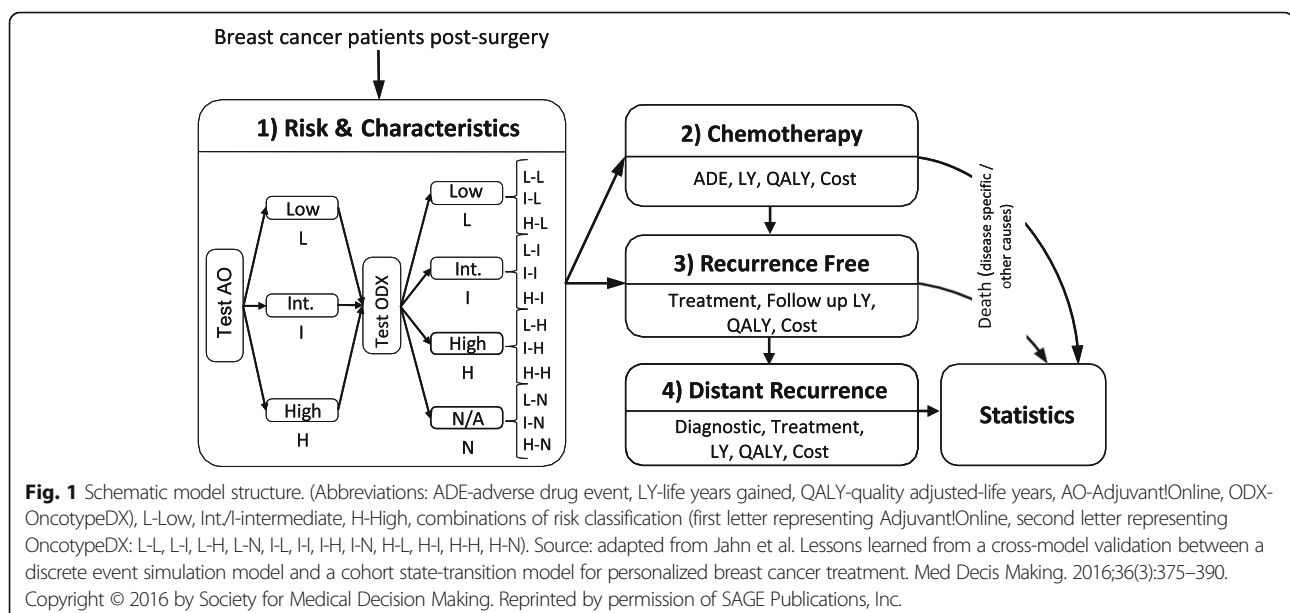 Breast cancer patients post-surgery
1) Risk & Characteristics
Test AO
Low
L
Int.
I
High
H
Test ODX
Low
L
Int.
I
High
H
N/A
N
L-L
I-L
H-L
L-I
I-I
H-I
L-H
I-H
H-H
L-N
I-N
H-N
2) Chemotherapy
ADE, LY, QALY, Cost
3) Recurrence Free
Treatment, Follow up LY,
QALY, Cost
4) Distant Recurrence
Diagnostic, Treatment,
LY, QALY, Cost
Death (disease specific /
other causes)
Statistics
Fig. 1 Schematic model structure. (Abbreviations: ADE-adverse drug event, LY-life years gained, QALY-quality adjusted-life years, AO-Adjuvant!Online, ODX-
OncotypeDX), L-Low, Int./I-intermediate, H-High, combinations of risk classification (first letter representing Adjuvant!Online, second letter representing
OncotypeDX: L-L, L-I, L-H, L-N, I-L, I-I, I-H, I-N, H-L, H-I, H-H, H-N). Source: adapted from Jahn et al. Lessons learned from a cross-model validation between a
discrete event simulation model and a cohort state-transition model for personalized breast cancer treatment. Med Decis Making. 2016;36(3):375–390.
Copyright © 2016 by Society for Medical Decision Making. Reprinted by permission of SAGE Publications, Inc.